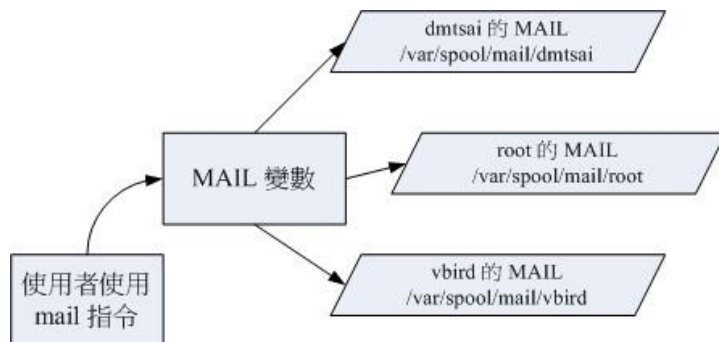 dmtsai 的 MAIL
/var/spool/mail/dmtsai
MAIL 變數
root 的 MAIL
/var/spool/mail/root
使用者使用
mail 指令
vbird 的 MAIL
/var/spool/mail/vbird